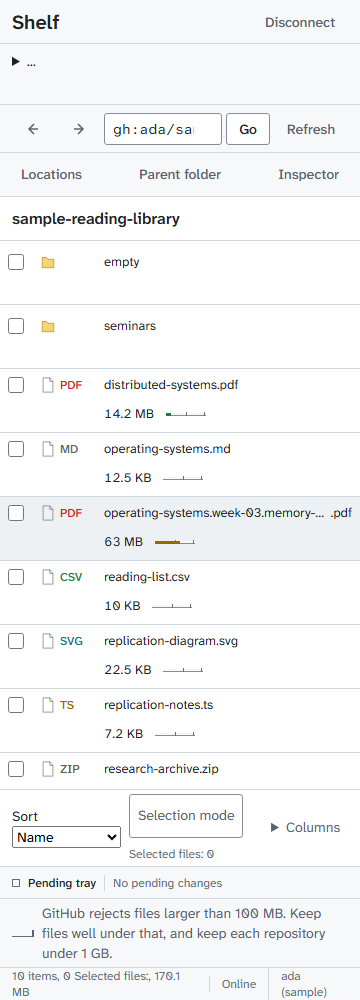 Shelf
Disconnect
...
gh:ada/sa
Go
Refresh
Locations
Parent folder
Inspector
sample-reading-library
empty
seminars
PDF
distributed-systems.pdf
14.2 MB
MD
operating-systems.md
12.5 KB
PDF
operating-systems.week-03.memory-... .pdf
63 MB
CSV
reading-list.csv
10 KB
SVG
replication-diagram.svg
22.5 KB
TS
replication-notes.ts
7.2 KB
ZIP
research-archive.zip
Sort
Name
Selection mode
Selected files: 0
Columns
Pending tray
No pending changes
GitHub rejects files larger than 100 MB. Keep
files well under that, and keep each repository
under 1 GB.
10 items, 0 Selected files:, 170.1
MB
Online
ada
(sample)